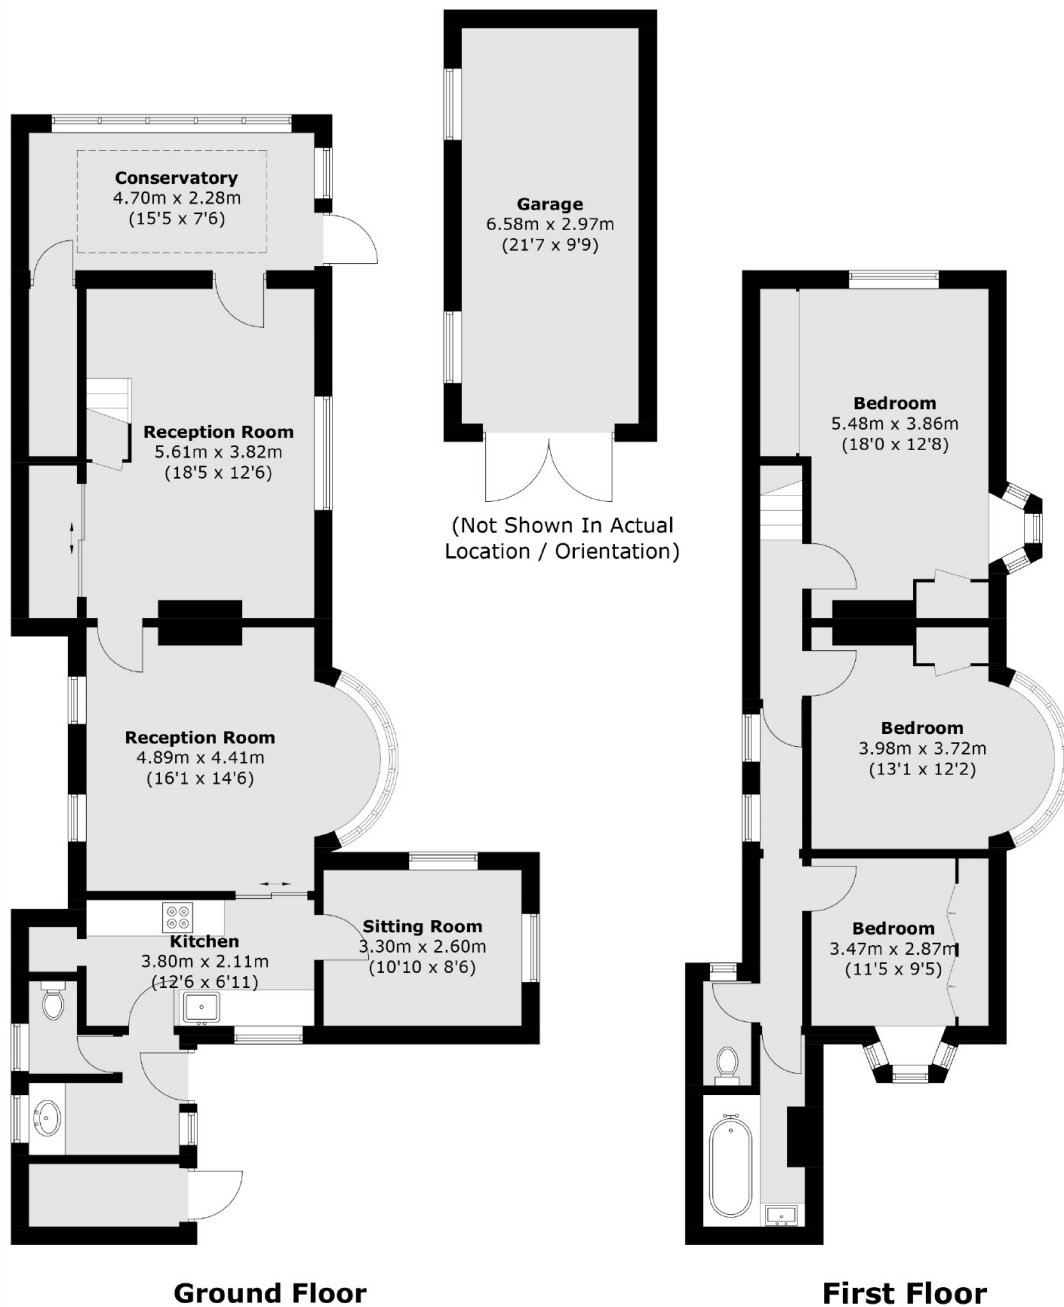 Conservatory
4.70m x 2.28m
(15'5 x 7'6)
Garage
6.58m x 2.97m
(21'7 x 9'9)
(Not Shown In Actual
Location / Orientation)
Reception Room
5.61m x 3.82m
(18'5 x 12'6)
Bedroom
5.48m x 3.86m
(18'0 x 12'8)
Reception Room
4.89m x 4.41m
(16'1 x 14'6)
Bedroom
3.98m x 3.72m
(13'1 x 12'2)
Kitchen
3.80m x 2.11m
(12'6 x 6'11)
Sitting Room
3.30m x 2.60m
(10'10 x 8'6)
Bedroom
3.47m x 2.87m
(11'5 x 9'5)
Ground Floor
First Floor